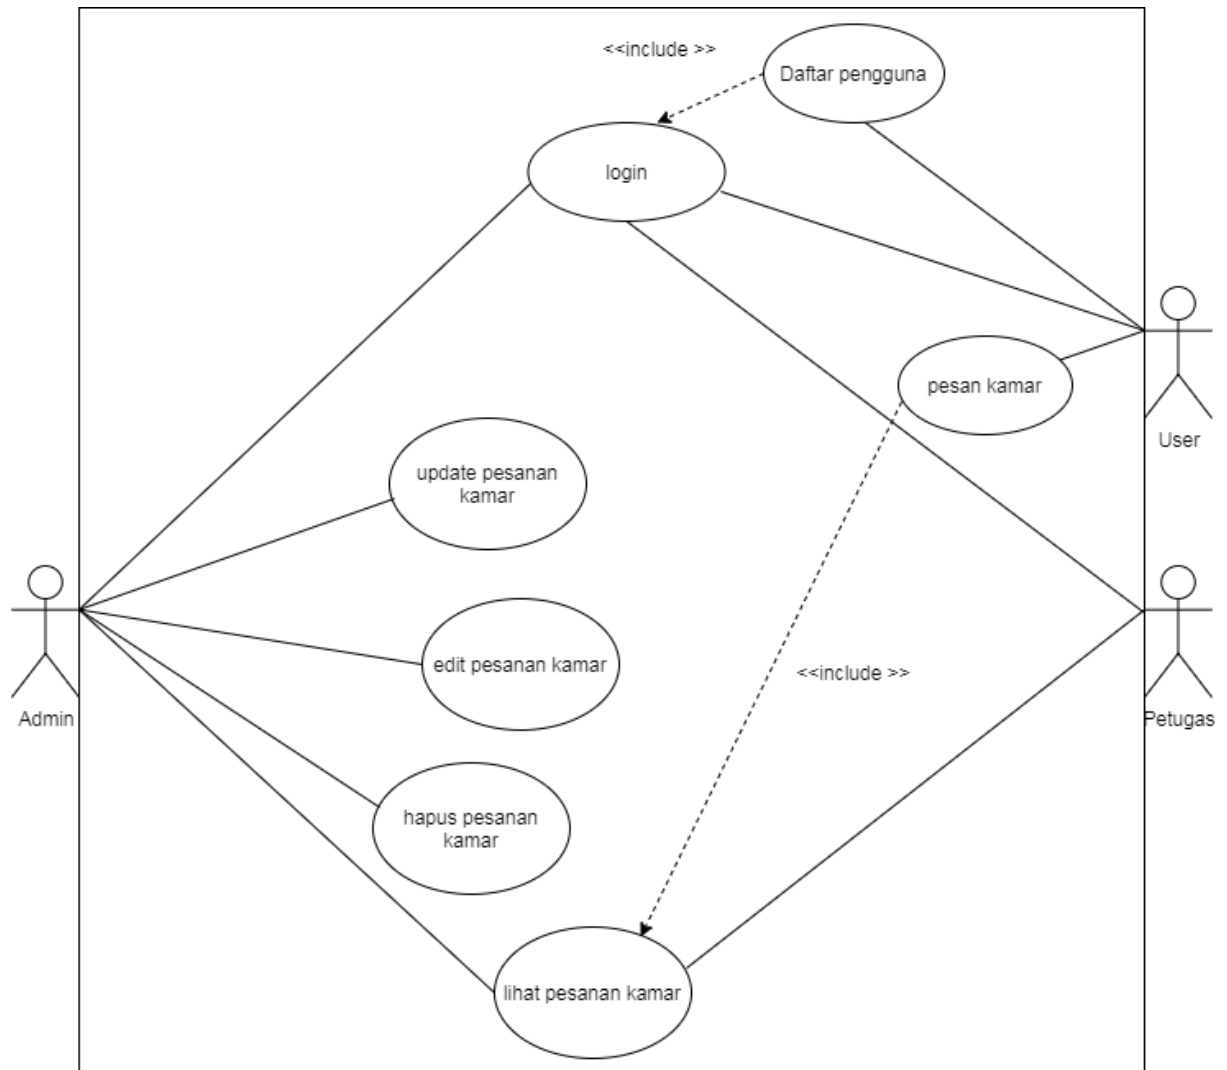 <<include >>
Daftar pengguna
login
pesan kamar
User
update pesanan
kamar
edit pesanan kamar
<<include >>
Admin
Petugas
hapus pesanan
kamar
lihat pesanan kamar